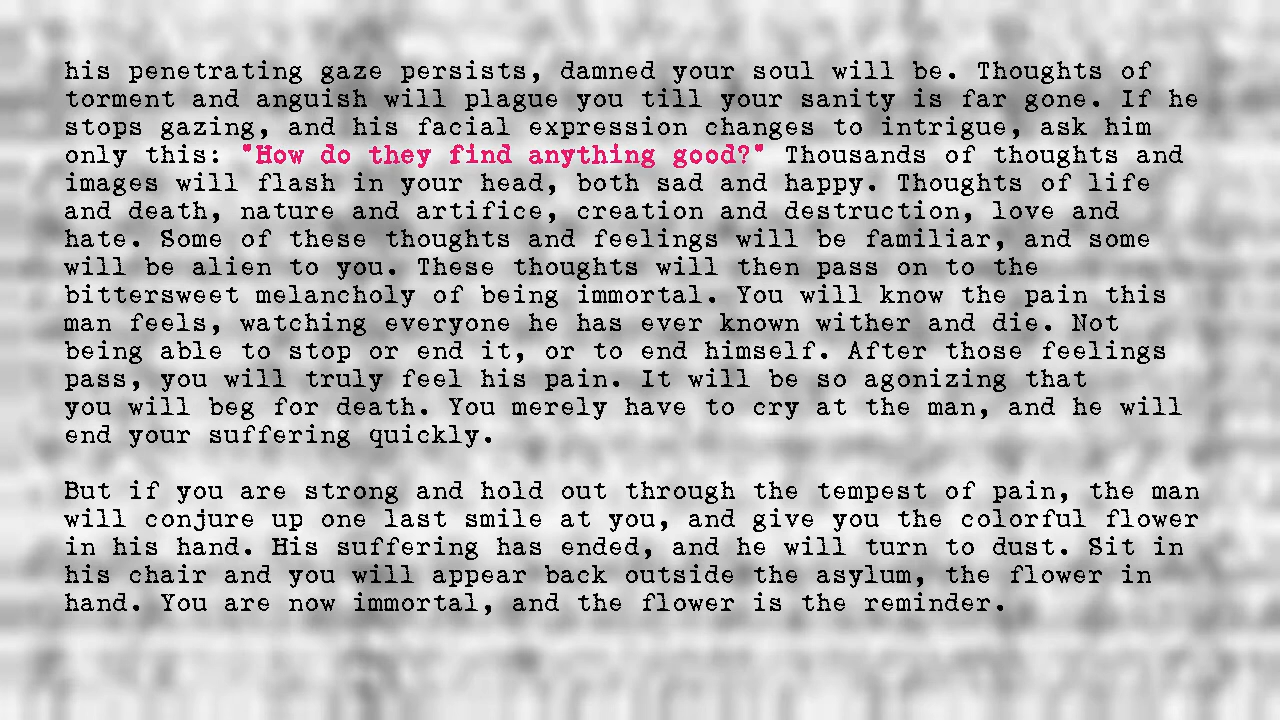 his penetrating gaze persists, damned your soul will be. Thoughts of
torment and anguish will plague you till your sanity is far gone. If he
stops gazing, and his facial expression changes to intrigue, ask him
only this: "How do they find anything good?" Thousands of thoughts and
images will flash in your head, both sad and happy. Thoughts of life
and death, nature and artifice, creation and destruction, love and
hate. Some of these thoughts and feelings will be familiar, and some
will be alien to you. These thoughts will then pass on to the
bittersweet melancholy of being immortal. You will know the pain this
man feels, watching everyone he has ever known wither and die. Not
being able to stop or end it, or to end himself. After those feelings
pass, you will truly feel his pain. It will be so agonizing that
you will beg for death. You merely have to cry at the man, and he will
end your suffering quickly.

But if you are strong and hold out through the tempest of pain, the man
will conjure up one last smile at you, and give you the colorful flower
in his hand. His suffering has ended, and he will turn to dust. Sit in
his chair and you will appear back outside the asylum, the flower in
hand. You are now immortal, and the flower is the reminder.